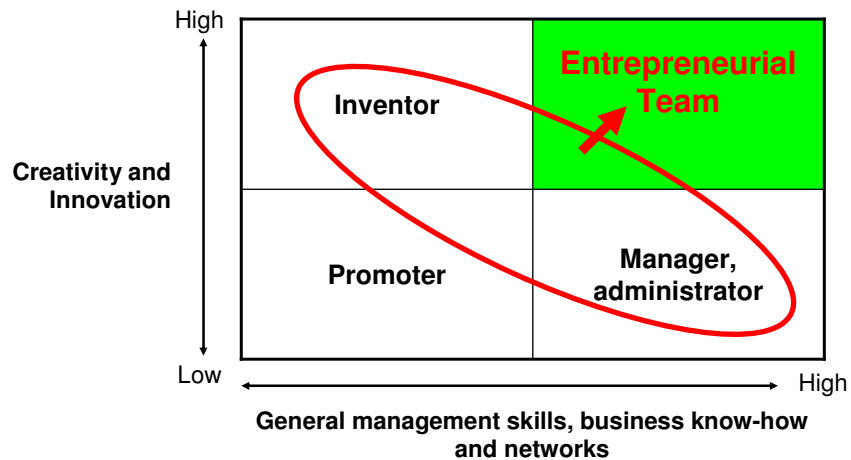 High
Entrepreneurial
Team
Inventor
Creativity and
Innovation
Promoter
Manager,
administrator
Low
High
General management skills, business know-how
and networks